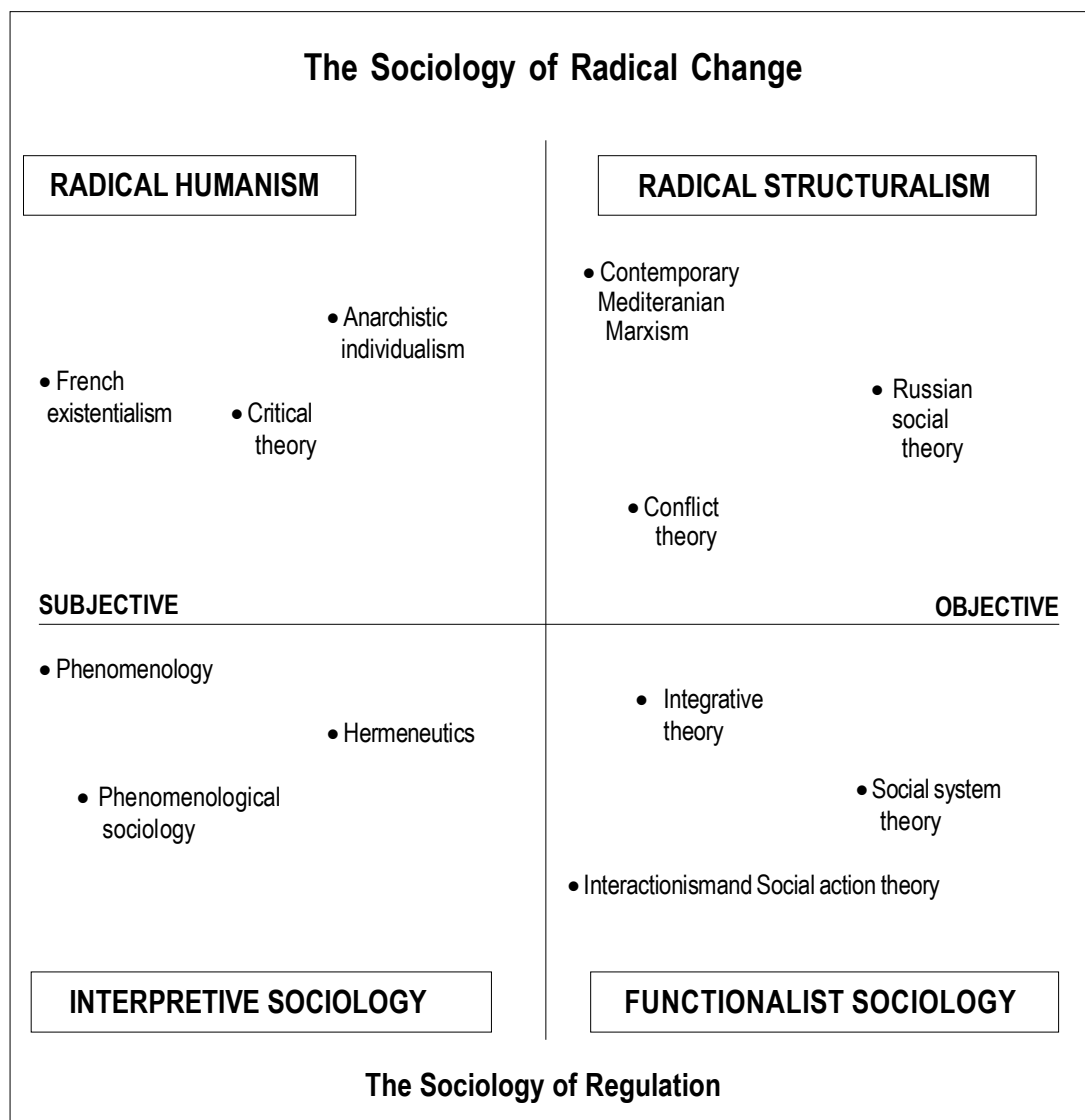 The Sociology of Radical Change
RADICAL HUMANISM
RADICAL STRUCTURALISM
• Contemporary
Mediteranian
Marxism
• Anarchistic
individualism
• French
existentialism
• Critical
theory
• Russian
social
theory
• Conflict
theory
SUBJECTIVE
OBJECTIVE
• Phenomenology
• Hermeneutics
• Phenomenological
sociology
• Integrative
theory
• Social system
theory
• Interactionismand Social action theory
INTERPRETIVE SOCIOLOGY
FUNCTIONALIST SOCIOLOGY
The Sociology of Regulation